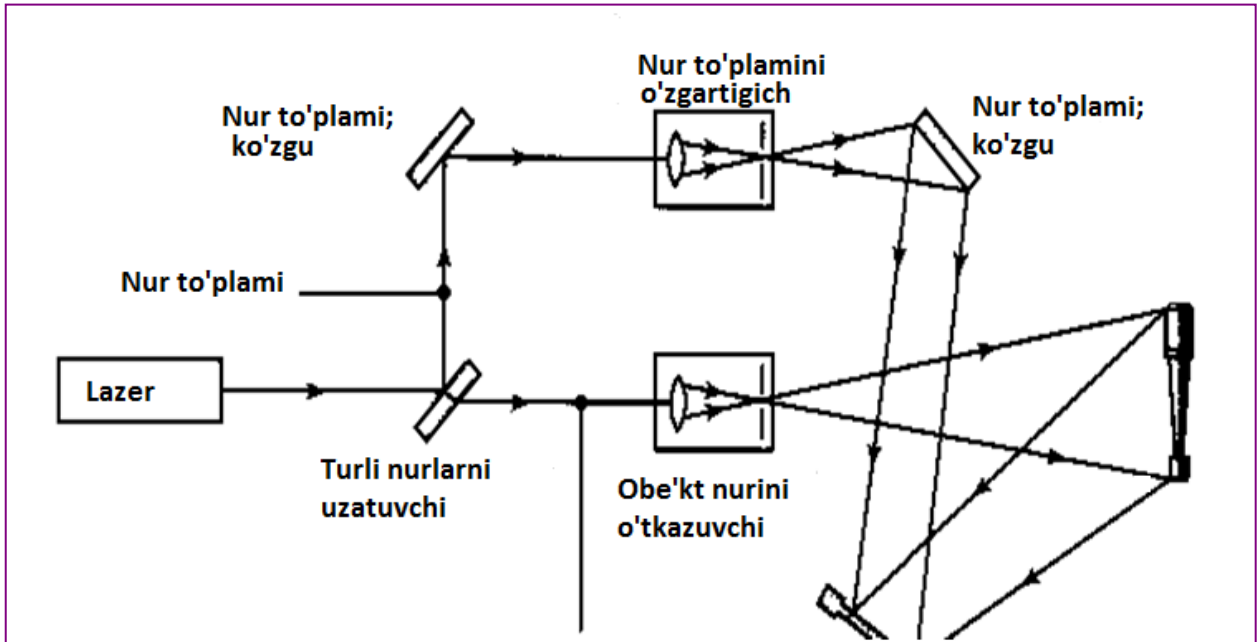 Nur to'plamini
o'zgartigich
Nur to'plami;
ko'zgu
Nur to'plami;
ko'zgu
Nur to'plami
Lazer
Turli nurlarni
uzatuvchi
Obe'kt nurini
o'tkazuvchi